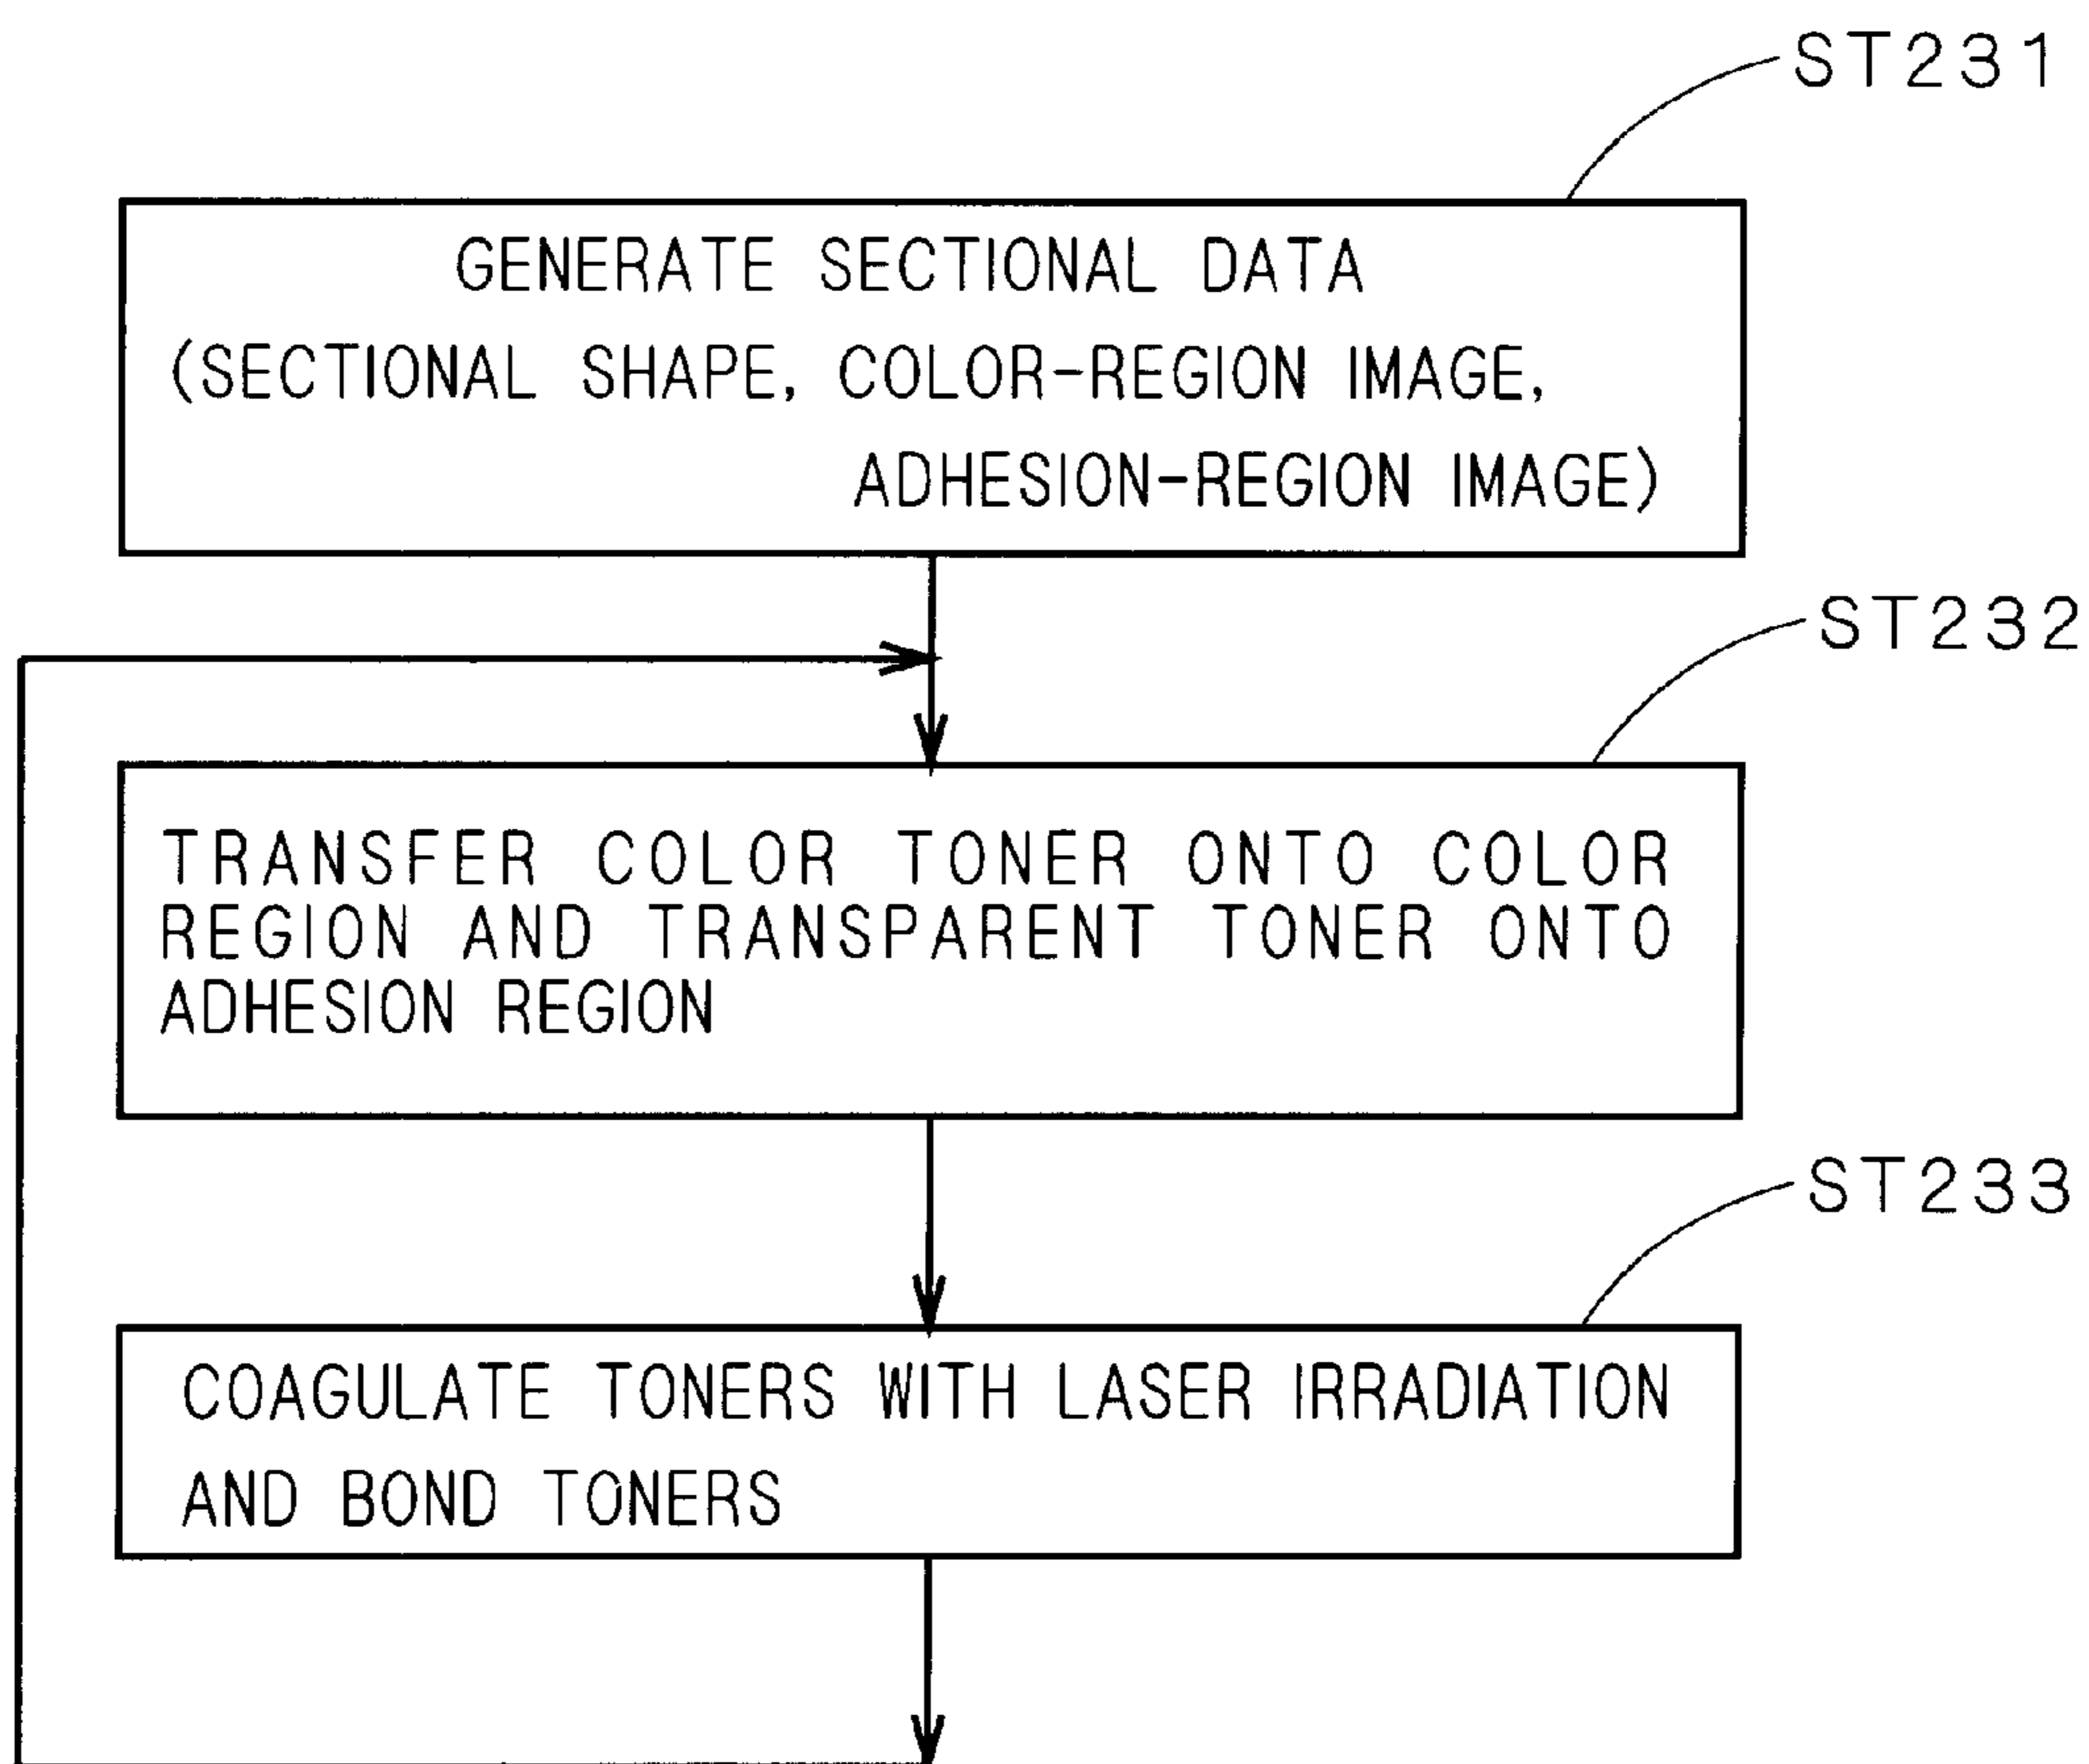 ST231
GENERATE SECTIONAL DATA
(SECTIONAL SHAPE, COLOR-REGION IMAGE,
ADHESION-REGION IMAGE)
ST232
TRANSFER COLOR TONER ONTO COLOR
REGION AND TRANSPARENT TONER ONTO
ADHESION REGION
ST233
COAGULATE TONERS WITH LASER IRRADIATION
AND BOND TONERS